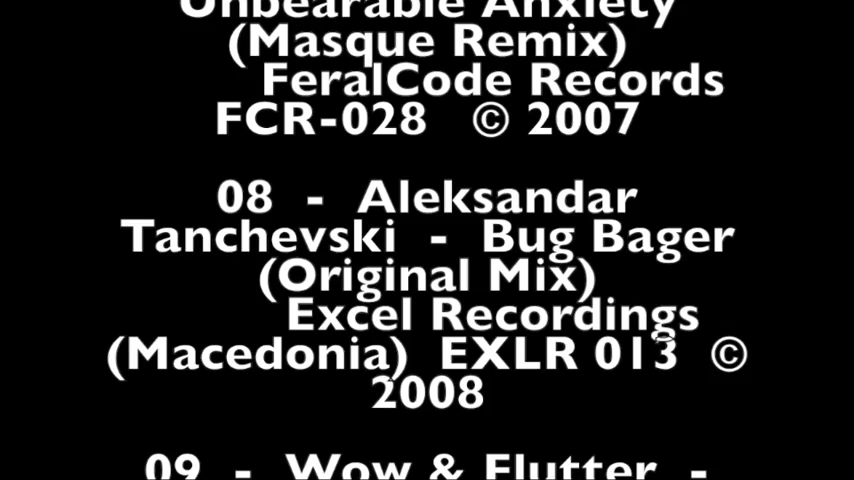 Unbearable Anxiety
(Masque Remix)
FeralCode Records
FCR-028 © 2007
08 - Aleksandar
Tanchevski - Bug Bager
(Original Mix)
Excel Recordings
(Macedonia) EXLR 013 ©
2008
09 - Wow & Flutter -